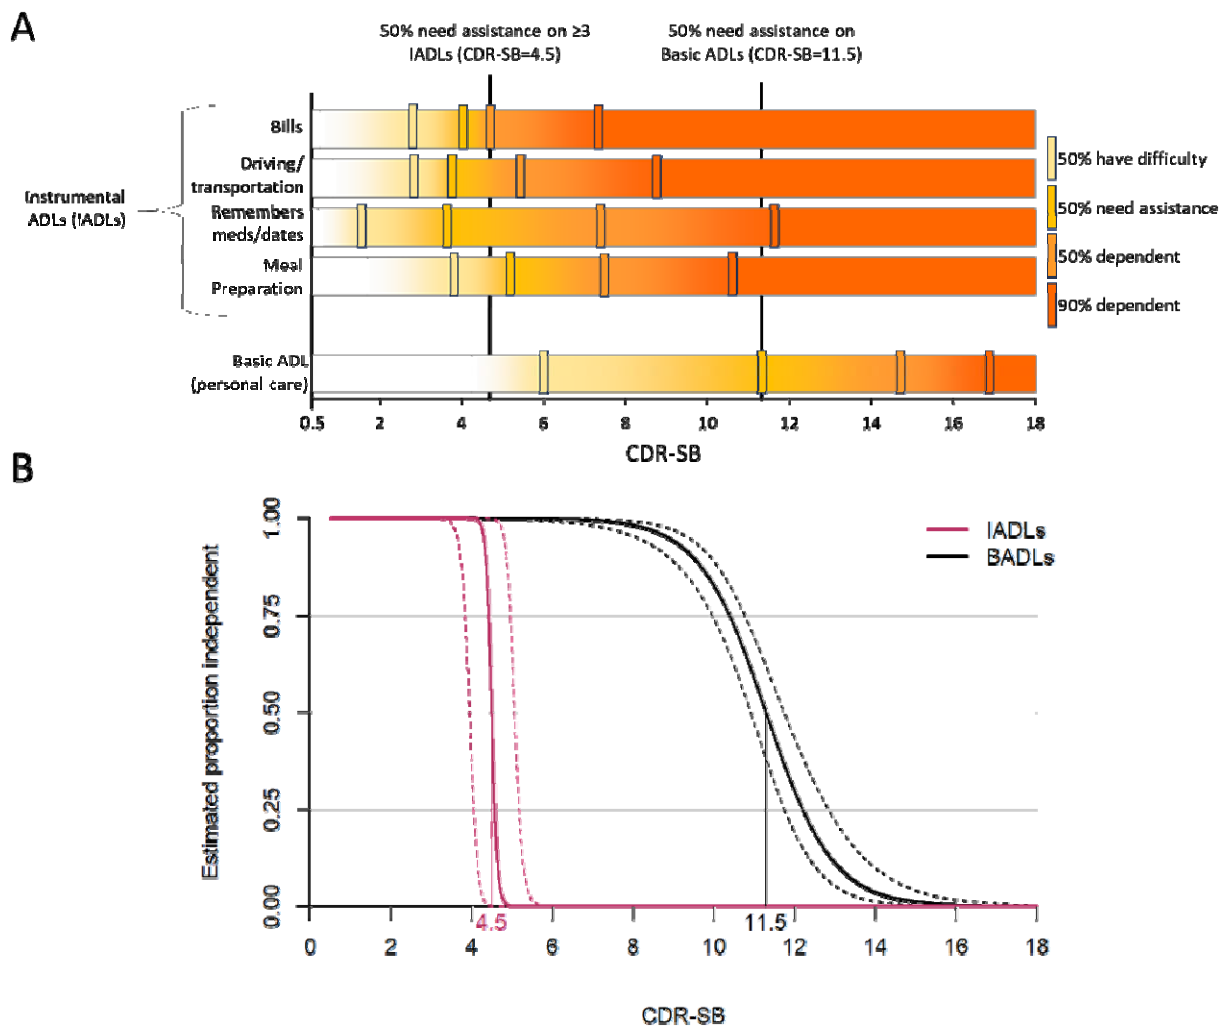 A
50% need assistance on ≥3
IADLs (CDR-SB=4.5)
50% need assistance on
Basic ADLs (CDR-SB=11.5)
Instrumental
ADLs (IADLs)
Bills
Driving/
transportation
Remembers
meds/dates
Meal
Preparation
Basic ADL
(personal care)
50% have difficulty
50% need assistance
50% dependent
90% dependent
0.5 2 4 6 8 10 12 14 16 18
CDR-SB
B
Estimated proportion independent
1.00
0.75
0.50
0.25
0.00
IADLs
BADLs
4.5
11.5
0 2 4 6 8 10 12 14 16 18
CDR-SB